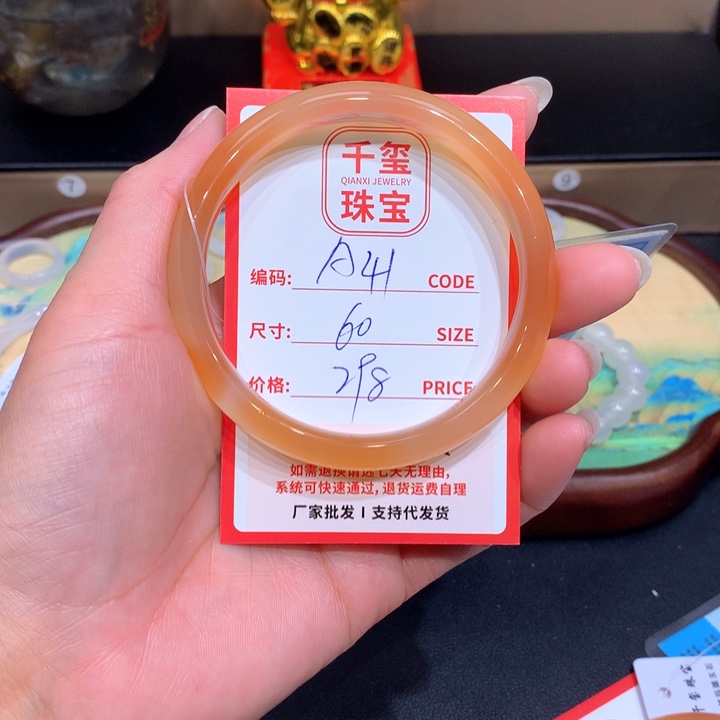 千玺
QIANXI JEWELRY
珠宝
编码: A41 CODE
尺寸: 60 SIZE
价格: 298 PRICE
如需退换请选七天无理由,
系统可快速通过, 退货运费自理
厂家批发 I 支持代发货
7
9